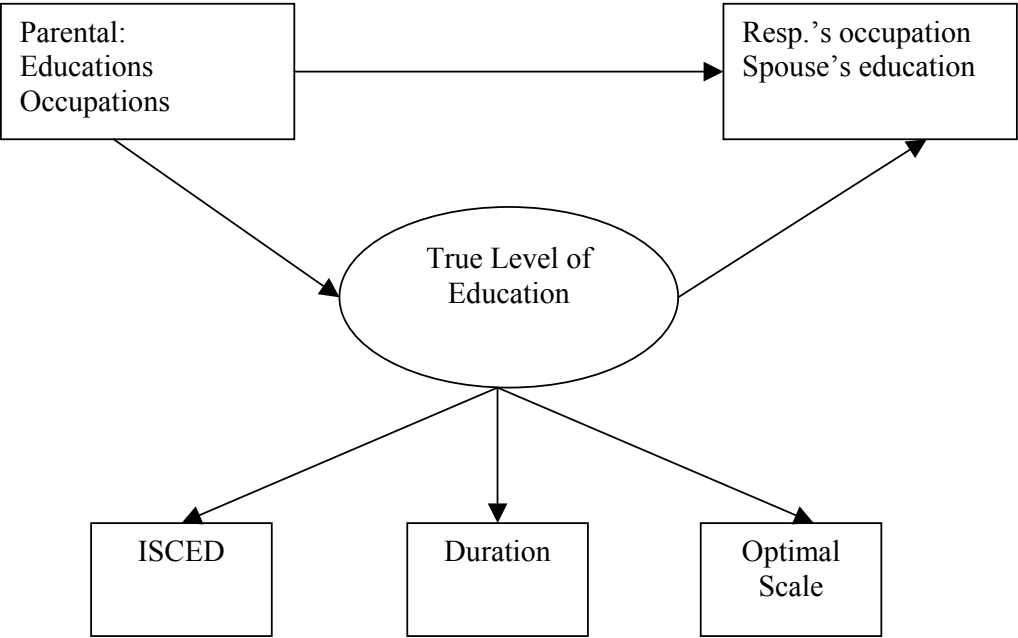 Parental:
Educations
Occupations
Resp.'s occupation
Spouse's education
True Level of
Education
ISCED
Duration
Optimal
Scale